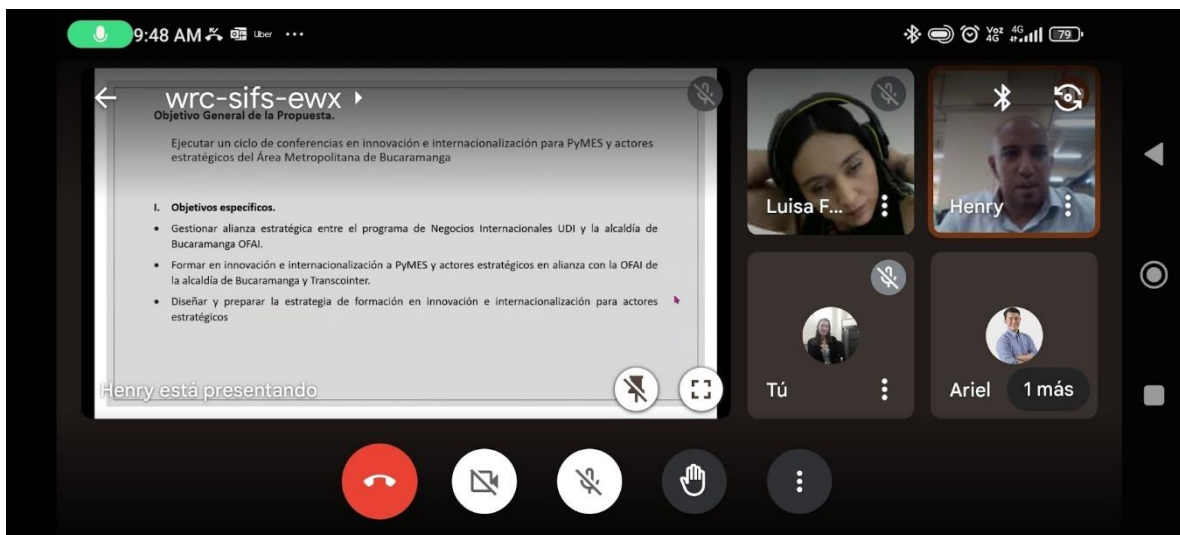 9:48 AM Uber ···
Vo² 4G 4G 79
wrc-sifs-ewx
Objetivo General de la Propuesta.
Ejecutar un ciclo de conferencias en innovación e internacionalización para PyMES y actores
estratégicos del Área Metropolitana de Bucaramanga
I. Objetivos específicos.
• Gestionar alianza estratégica entre el programa de Negocios Internacionales UDI y la alcaldía de
Bucaramanga OFAI.
• Formar en innovación e internacionalización a PyMES y actores estratégicos en alianza con la OFAI de
la alcaldía de Bucaramanga y Transcointer.
• Diseñar y preparar la estrategia de formación en innovación e internacionalización para actores
estratégicos
Henry está presentando
Luisa F...
Henry
Tú
Ariel
1 más